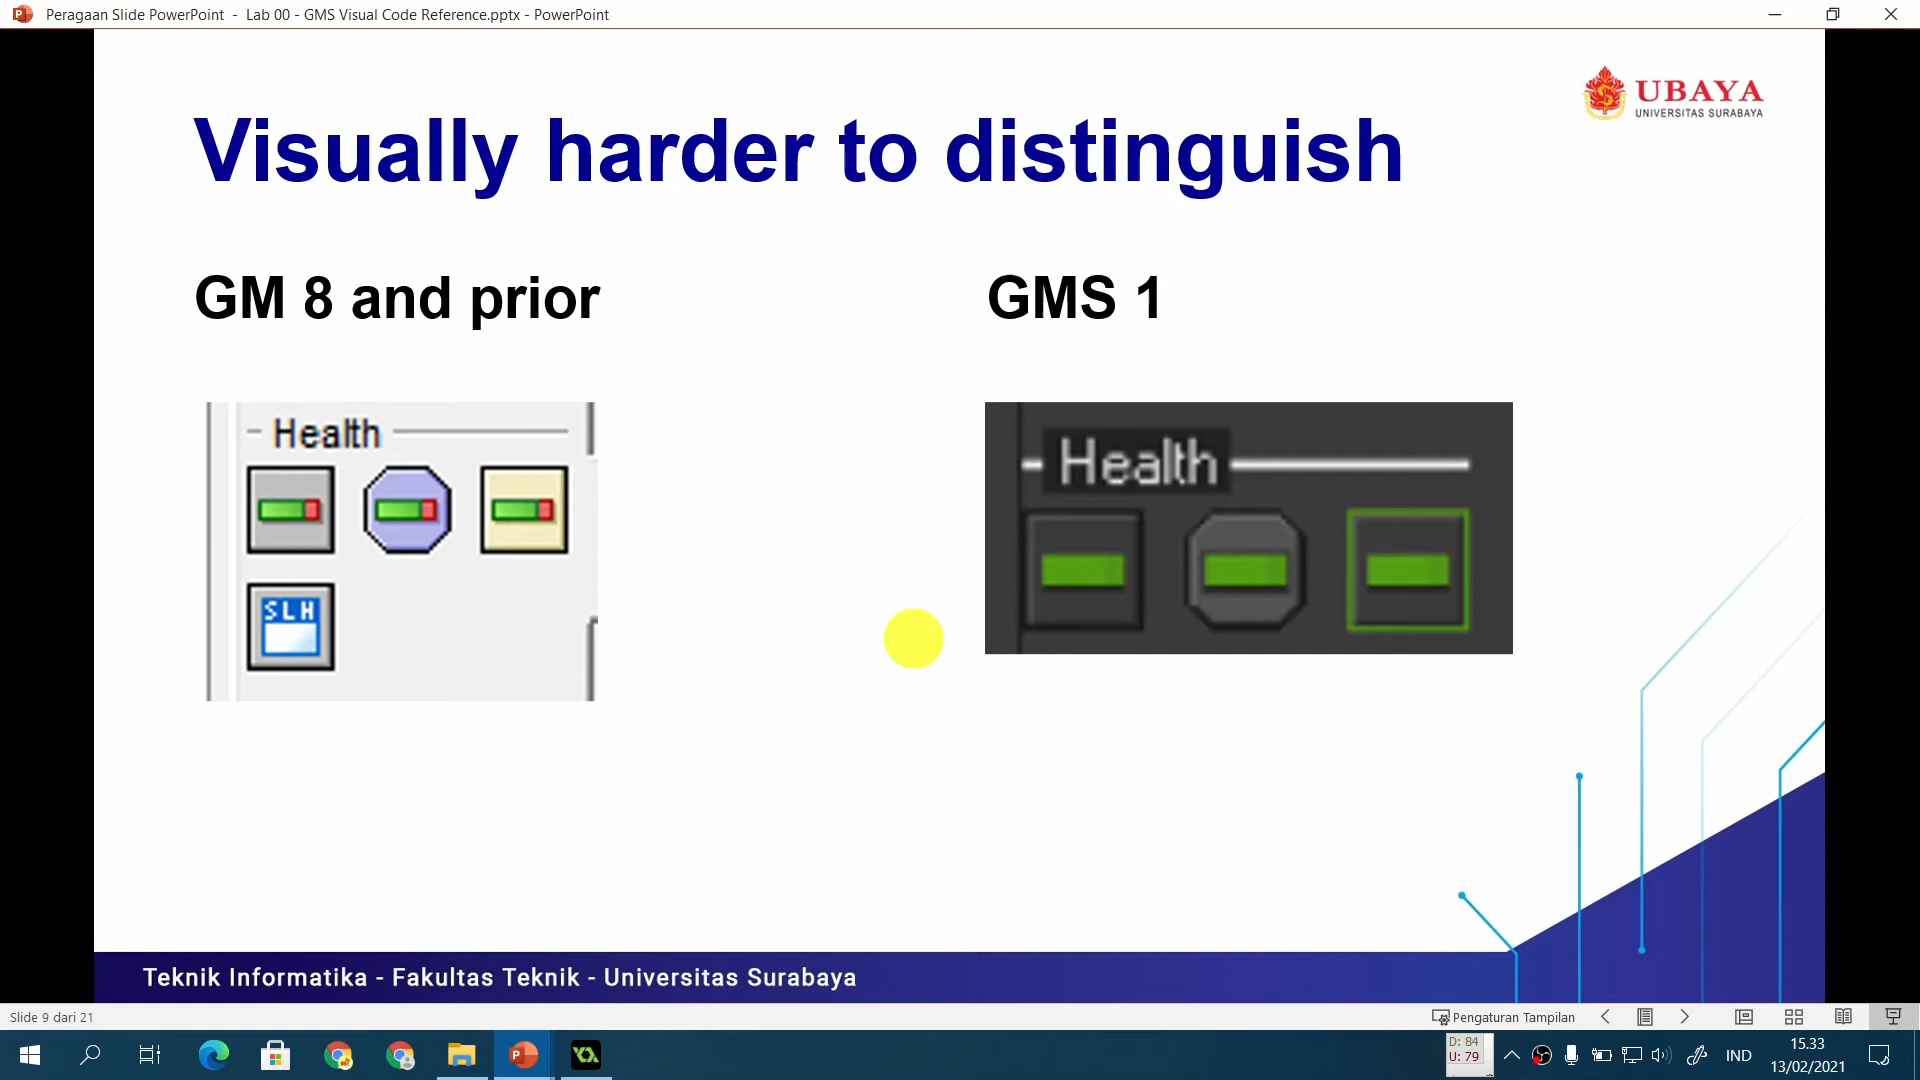 Peragaan Slide PowerPoint - Lab 00 - GMS Visual Code Reference.pptx - PowerPoint
UBAYA
UNIVERSITAS SURABAYA
Visually harder to distinguish
GM 8 and prior
GMS 1
Health
Health
SLH
Teknik Informatika - Fakultas Teknik - Universitas Surabaya
Slide 9 dari 21
Pengaturan Tampilan
D: 84
U: 79
IND
15.33
13/02/2021